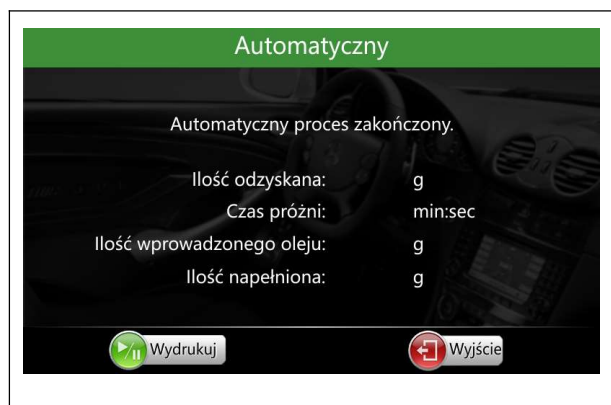 Automatyczny
Automatyczny proces zakończony.
Ilość odzyskana: g
Czas próżni: min:sec
Ilość wprowadzonego oleju: g
Ilość napełniona: g
Wydrukuj Wyjście